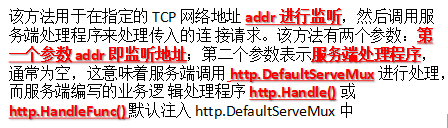 该方法用于在指定的 TCP 网络地址 addr 进行监听，然后调用服
务端处理程序来处理传入的连 接请求。该方法有两个参数：第
一个参数 addr 即监听地址；第二个参数表示服务端处理程序，
通常为空，这意味着服务端调用 http.DefaultServeMux 进行处理，
而服务端编写的业务逻 辑处理程序 http.Handle() 或
http.HandleFunc() 默认注入 http.DefaultServeMux 中